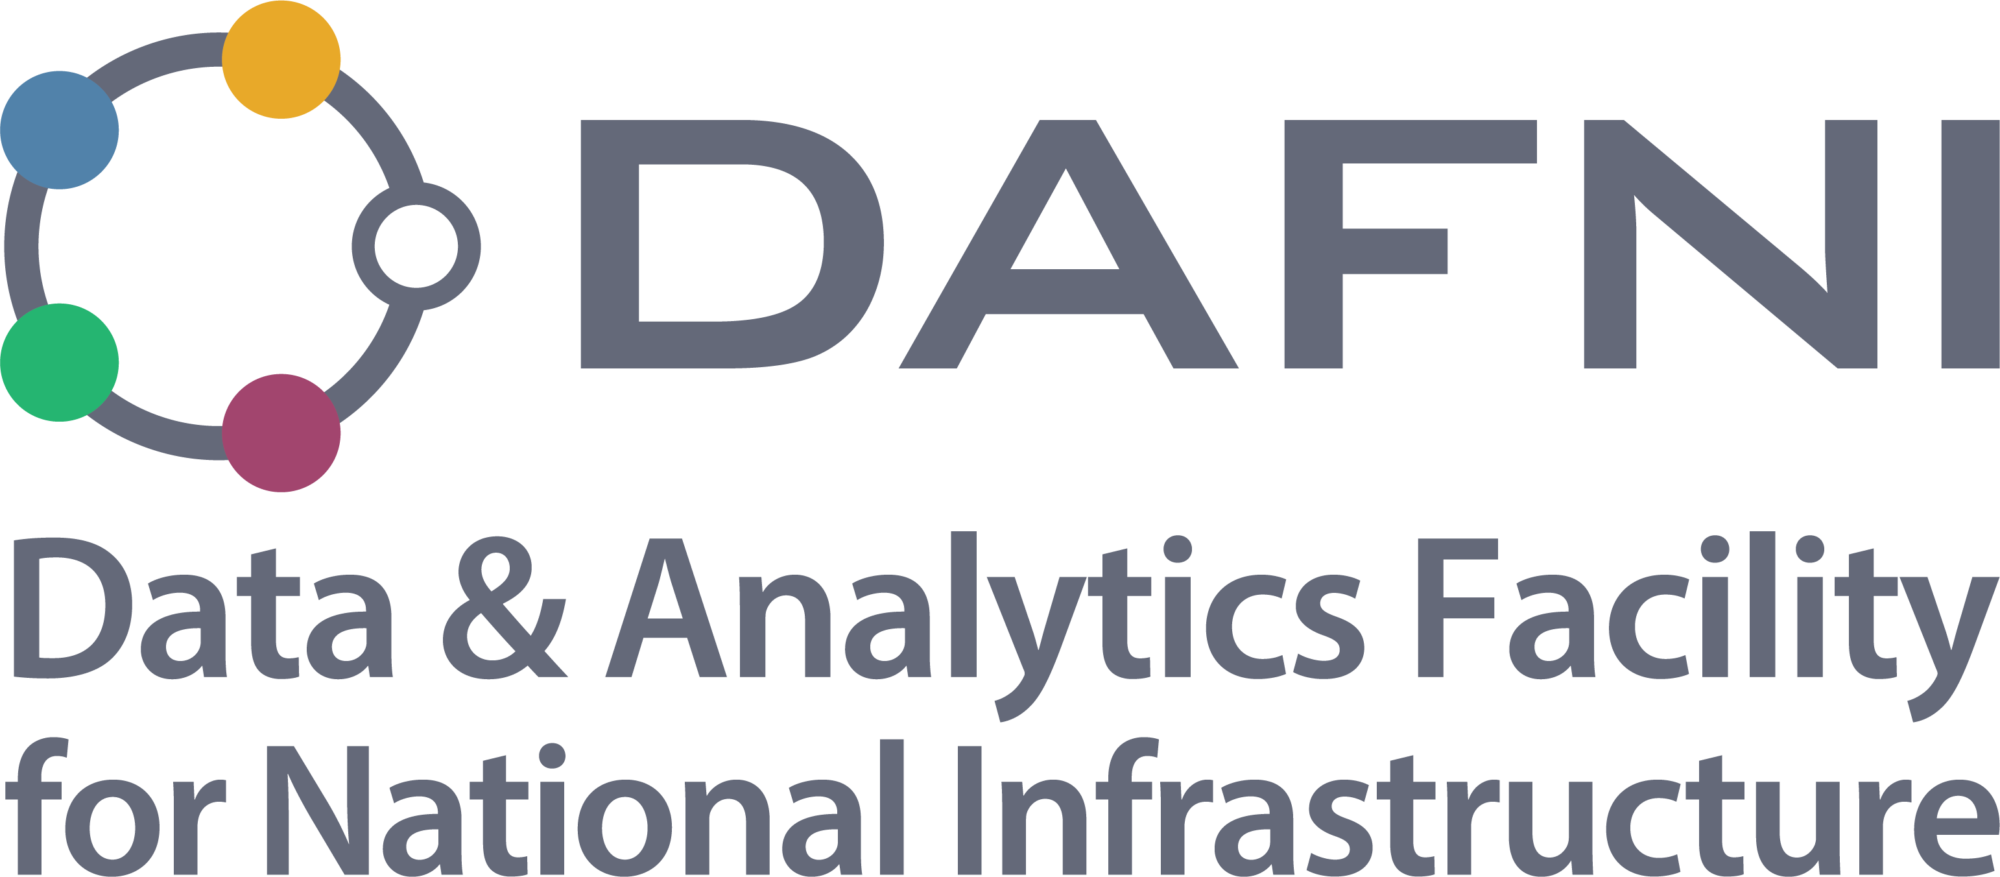 DAFNI
Data & Analytics Facility
for National Infrastructure